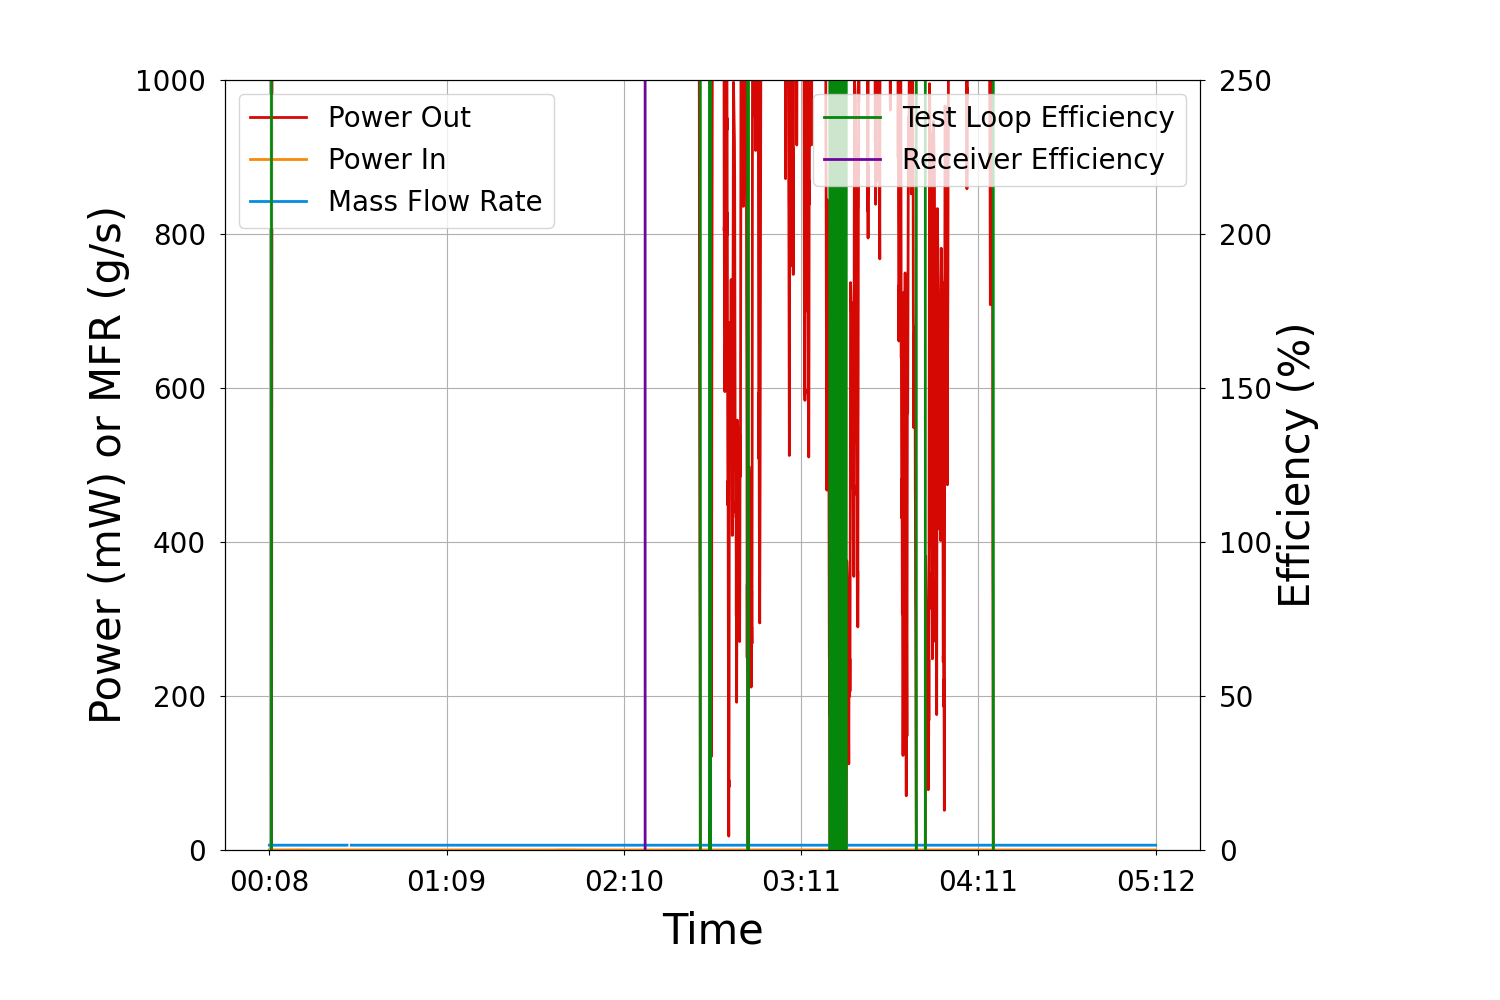 1000
800
600
400
200
0
Power (mW) or MFR (g/s)
Power Out
Power In
Mass Flow Rate
Test Loop Efficiency
Receiver Efficiency
250
200
150
100
50
0
Efficiency (%)
00:08 01:09 02:10 03:11 04:11 05:12
Time